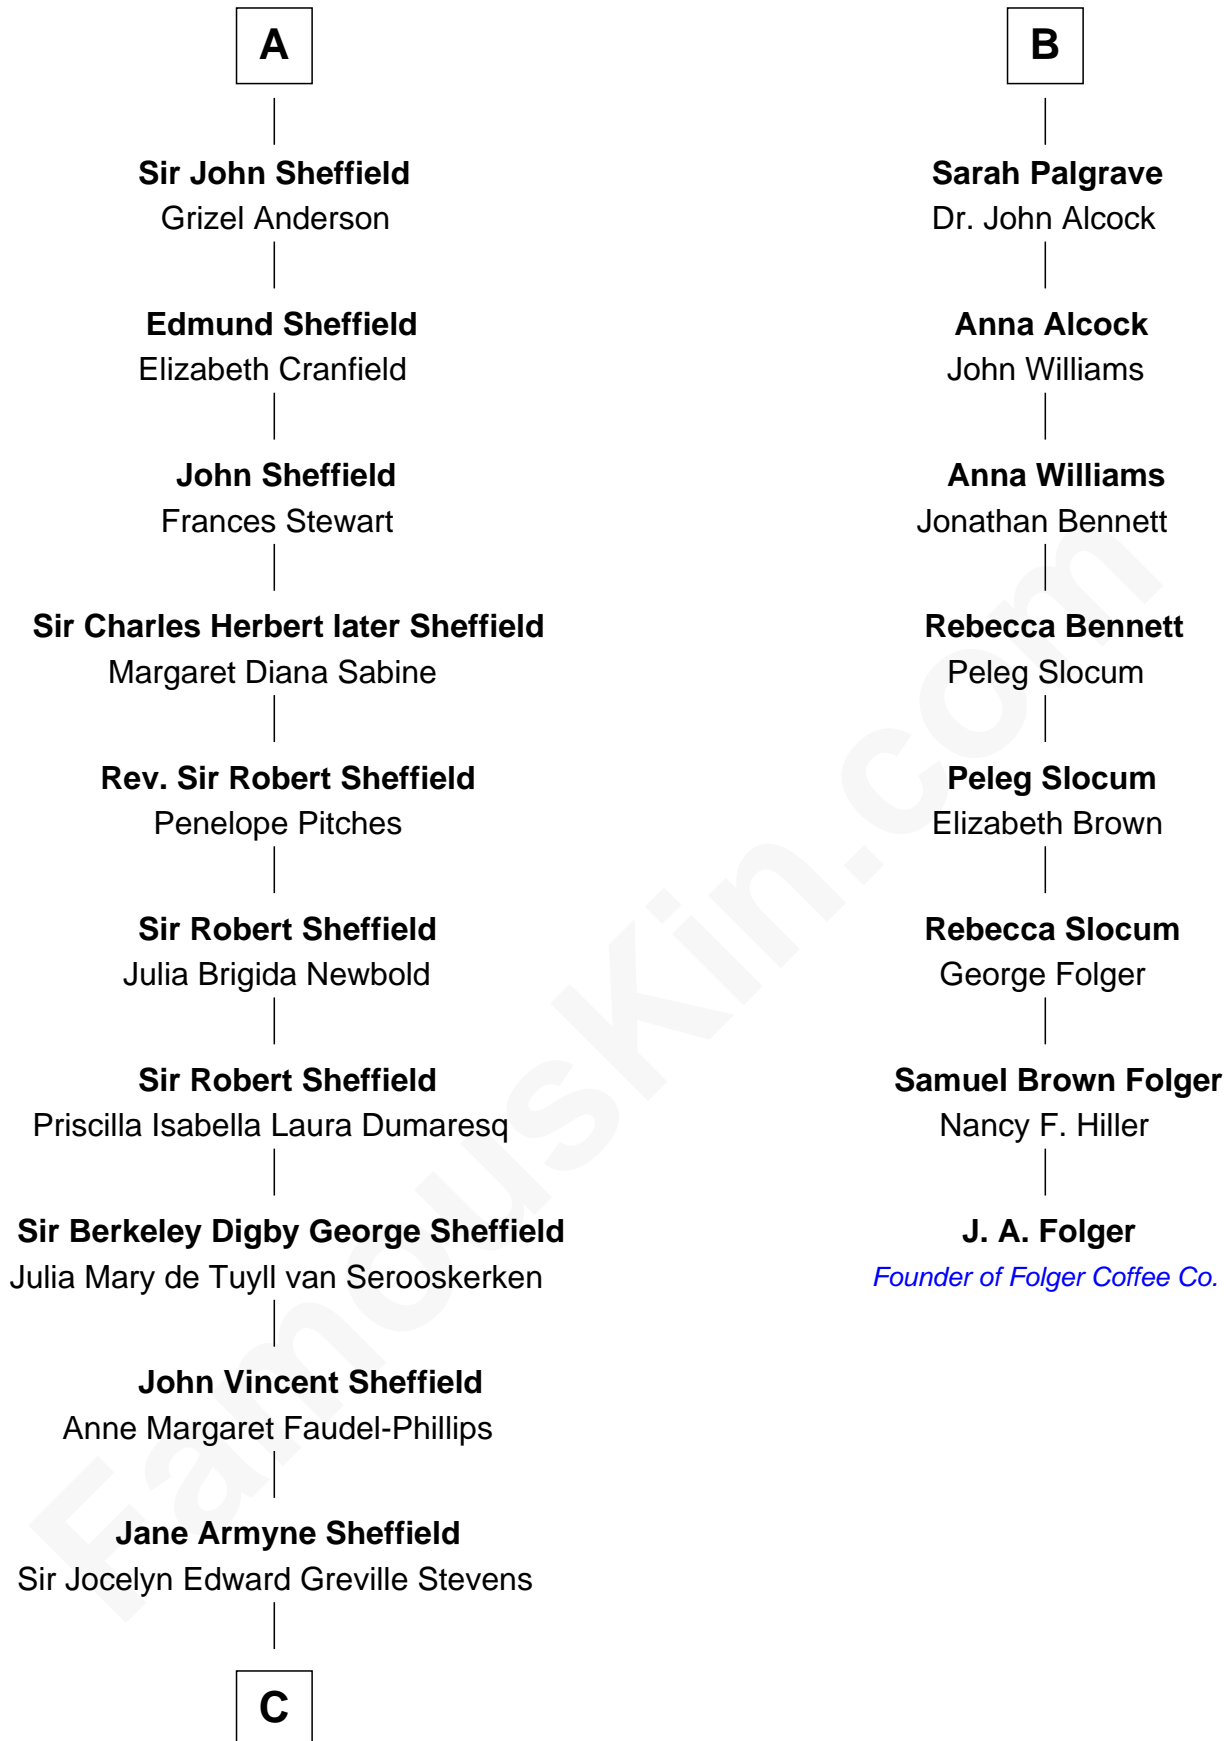 A
Sir John Sheffield
Grizel Anderson
Edmund Sheffield
Elizabeth Cranfield
John Sheffield
Frances Stewart
Sir Charles Herbert later Sheffield
Margaret Diana Sabine
Rev. Sir Robert Sheffield
Penelope Pitches
Sir Robert Sheffield
Julia Brigida Newbold
Sir Robert Sheffield
Priscilla Isabella Laura Dumaresq
Sir Berkeley Digby George Sheffield
Julia Mary de Tuyll van Serooskerken
John Vincent Sheffield
Anne Margaret Faudel-Phillips
Jane Armyne Sheffield
Sir Jocelyn Edward Greville Stevens
C
B
Sarah Palgrave
Dr. John Alcock
Anna Alcock
John Williams
Anna Williams
Jonathan Bennett
Rebecca Bennett
Peleg Slocum
Peleg Slocum
Elizabeth Brown
Rebecca Slocum
George Folger
Samuel Brown Folger
Nancy F. Hiller
J. A. Folger
Founder of Folger Coffee Co.
FamousKin.com